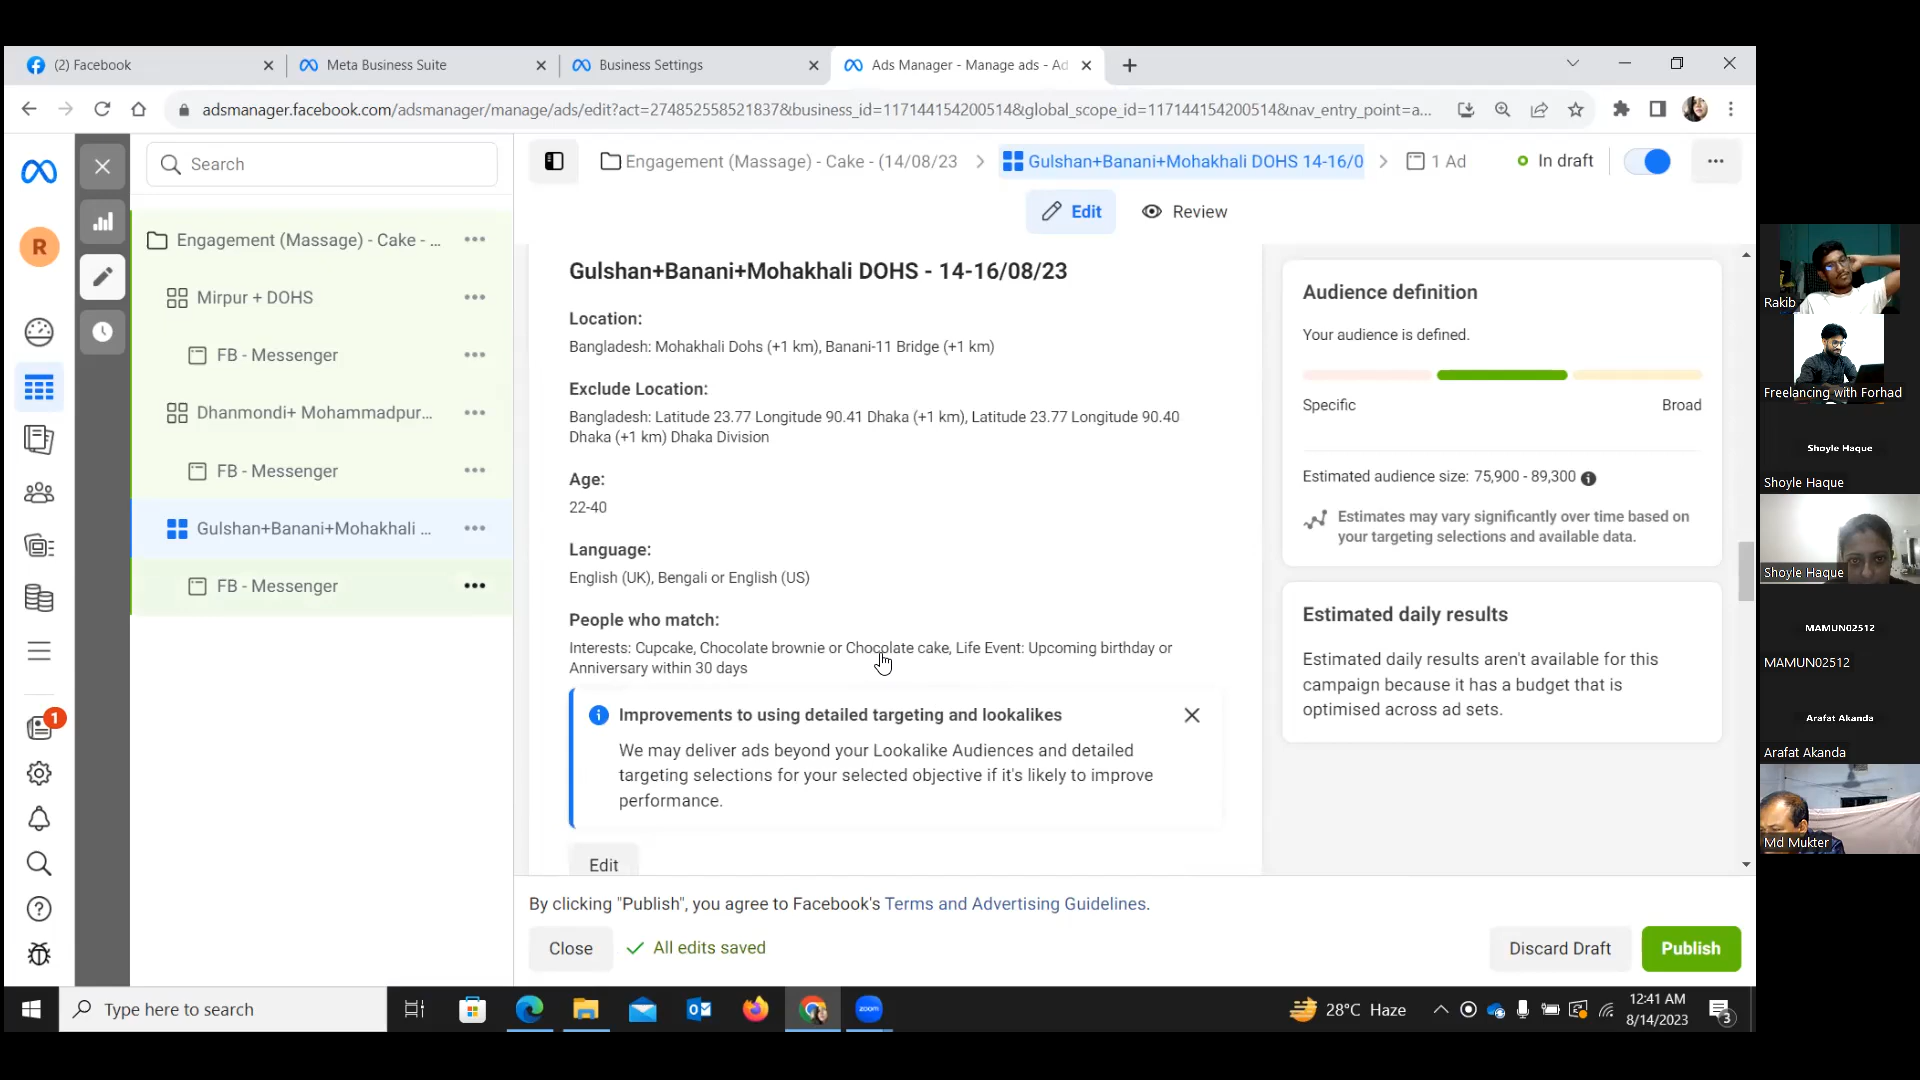 (2) Facebook
Meta Business Suite
Business Settings
Ads Manager - Manage ads - Ad
adsmanager.facebook.com/adsmanager/manage/ads/edit?act=274852558521837&business_id=117144154200514&global_scope_id=117144154200514&nav_entry_point=a...
Search
Engagement (Massage) - Cake - (14/08/23
Gulshan+Banani+Mohakhali DOHS 14-16/0
1 Ad
In draft
Edit
Review
R
Engagement (Massage) - Cake - ...
Mirpur + DOHS
FB - Messenger
Dhanmondi+ Mohammadpur...
FB - Messenger
Gulshan+Banani+Mohakhali ...
FB - Messenger
1
Gulshan+Banani+Mohakhali DOHS - 14-16/08/23
Location:
Bangladesh: Mohakhali Dohs (+1 km), Banani-11 Bridge (+1 km)
Exclude Location:
Bangladesh: Latitude 23.77 Longitude 90.41 Dhaka (+1 km), Latitude 23.77 Longitude 90.40
Dhaka (+1 km) Dhaka Division
Age:
22-40
Language:
English (UK), Bengali or English (US)
People who match:
Interests: Cupcake, Chocolate brownie or Chocolate cake, Life Event: Upcoming birthday or
Anniversary within 30 days
Improvements to using detailed targeting and lookalikes
We may deliver ads beyond your Lookalike Audiences and detailed
targeting selections for your selected objective if it's likely to improve
performance.
Edit
Audience definition
Your audience is defined.
Specific
Broad
Estimated audience size: 75,900 - 89,300
Estimates may vary significantly over time based on
your targeting selections and available data.
Estimated daily results
Estimated daily results aren't available for this
campaign because it has a budget that is
optimised across ad sets.
By clicking "Publish", you agree to Facebook's Terms and Advertising Guidelines.
Close
All edits saved
Discard Draft
Publish
Type here to search
zoom
28°C Haze
12:41 AM
8/14/2023
3
Rakib
Freelancing with Forhad
Shoyle Haque
Shoyle Haque
Shoyle Haque
MAMUN02512
MAMUN02512
Arafat Akanda
Arafat Akanda
Md Mukter